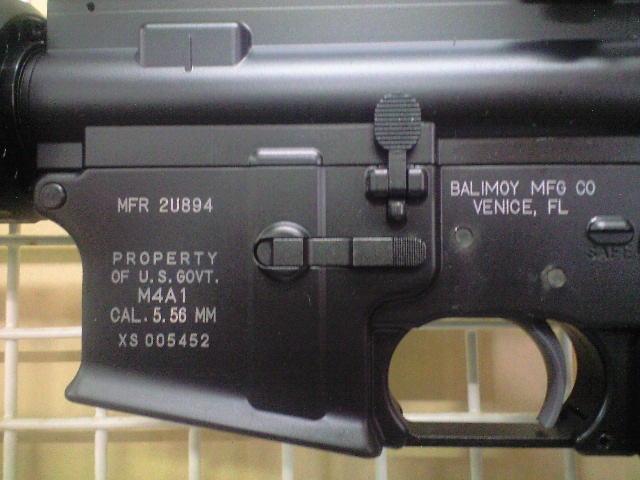 MFR 2U894
PROPERTY
OF U.S. GOVT.
M4A1
CAL. 5.56 MM
XS 005452
BALIMOY MFG CO
VENICE, FL
SAFE